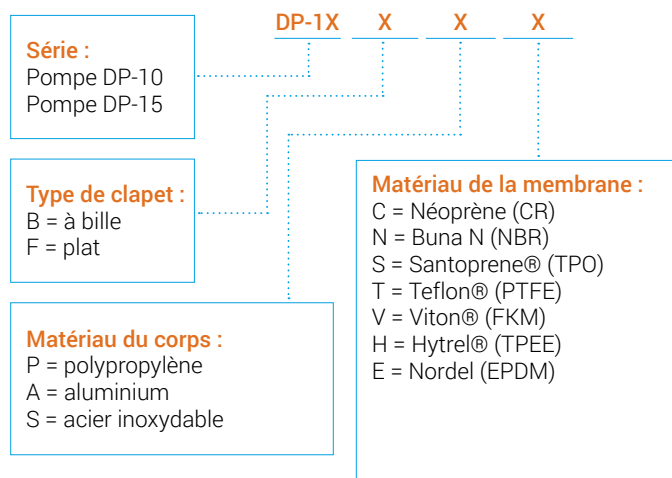 DP-1X X X X
Série :
Pompe DP-10
Pompe DP-15
Type de clapet :
B = à bille
F = plat
Matériau du corps :
P = polypropylène
A = aluminium
S = acier inoxydable
Matériau de la membrane :
C = Néoprène (CR)
N = Buna N (NBR)
S = Santoprene® (TPO)
T = Teflon® (PTFE)
V = Viton® (FKM)
H = Hytrel® (TPEE)
E = Nordel (EPDM)